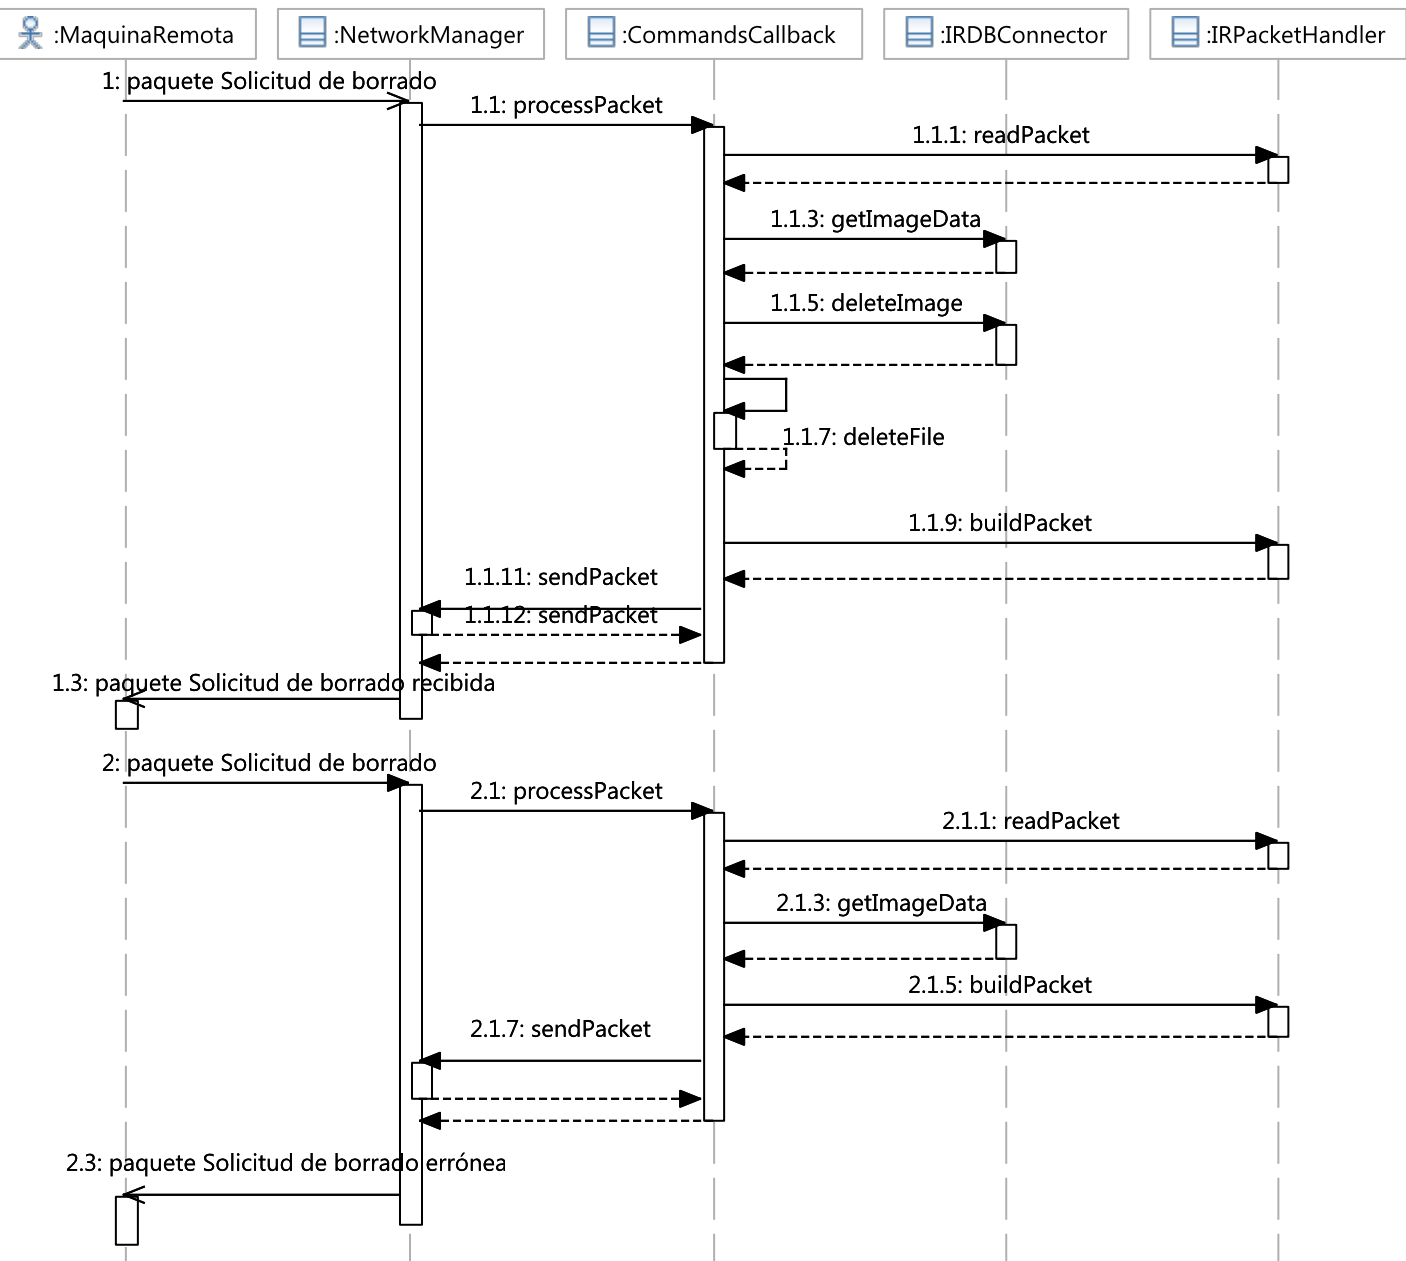 :MaquinaRemota
:NetworkManager
:CommandsCallback
:IRDBConnector
:IRPacketHandler
1: paquete Solicitud de borrado
1.1: processPacket
1.1.1: readPacket
1.1.3: getImageData
1.1.5: deleteImage
1.1.7: deleteFile
1.1.9: buildPacket
1.1.11: sendPacket
1.1.12: sendPacket
1.3: paquete Solicitud de borrado recibida
2: paquete Solicitud de borrado
2.1: processPacket
2.1.1: readPacket
2.1.3: getImageData
2.1.5: buildPacket
2.1.7: sendPacket
2.3: paquete Solicitud de borrado errónea